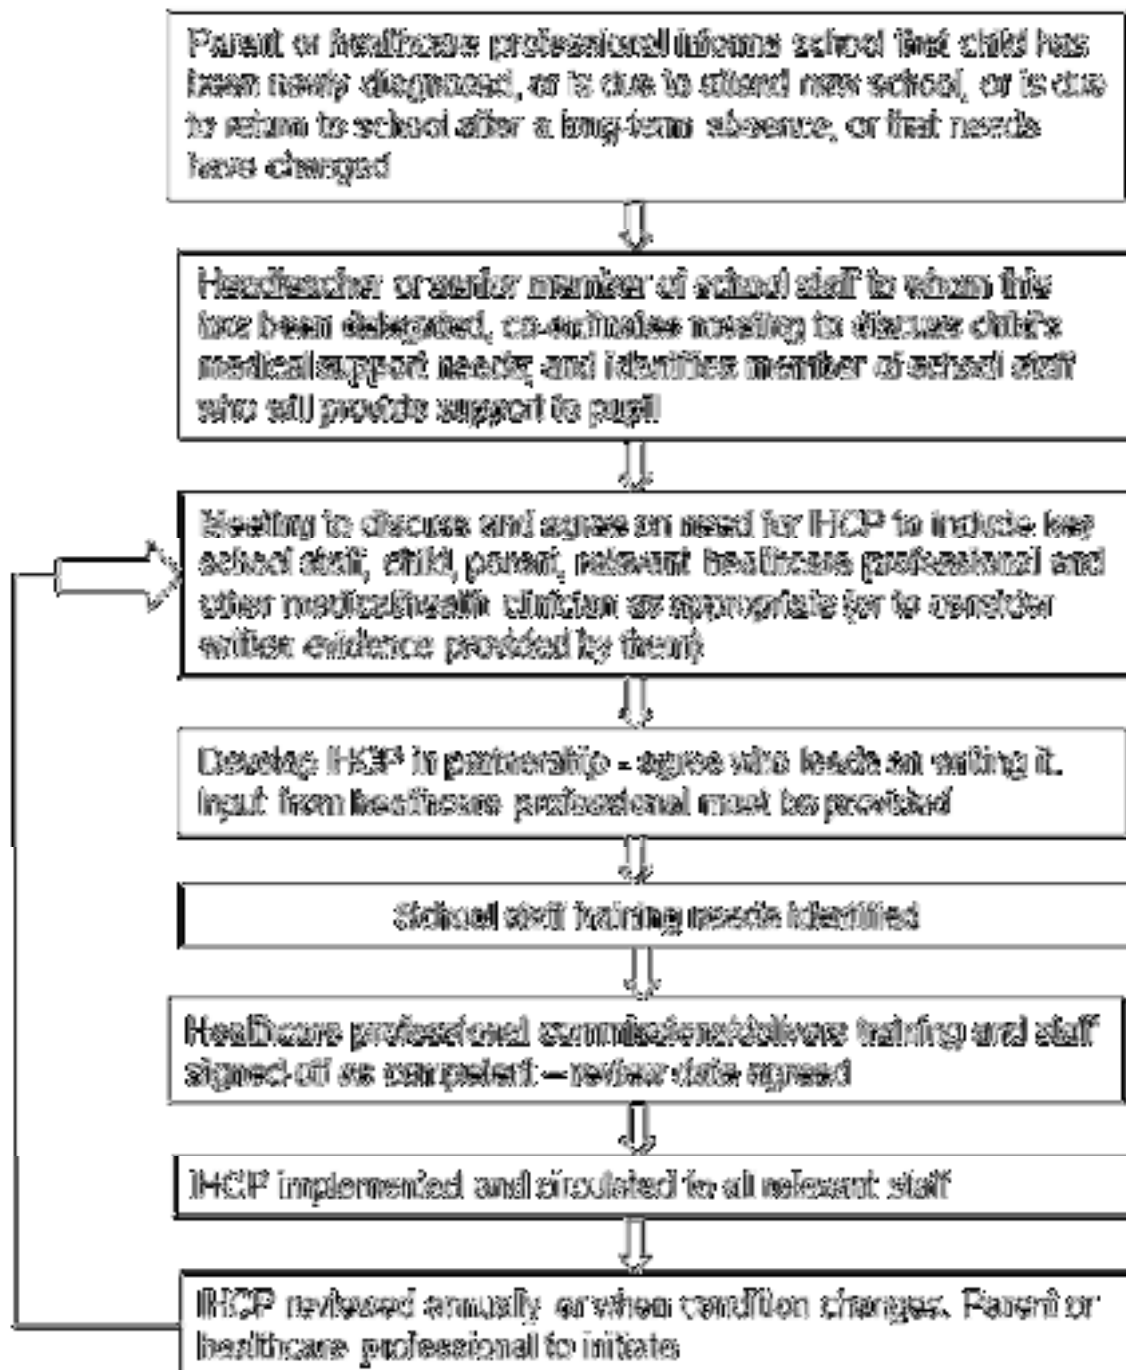 Parent or healthcare professional informs school that child has
been newly diagnosed, or is due to attend new school, or is due
to return to school after a long-term absence, or that needs
have changed
Headteacher or senior member of school staff to whom this
has been delegated, co-ordinates meeting to discuss child's
medical support needs; and identifies member of school staff
who will provide support to pupil
Meeting to discuss and agree on need for IHCP to include key
school staff, child, parent, relevant healthcare professional and
other medical/health clinician as appropriate (or to consider
written evidence provided by them)
Develop IHCP in partnership - agree who leads on writing it.
Input from healthcare professional must be provided
School staff training needs identified
Healthcare professional commissions/delivers training and staff
signed-off as competent – review date agreed
IHCP implemented and circulated to all relevant staff
IHCP reviewed annually or when condition changes. Parent or
healthcare professional to initiate